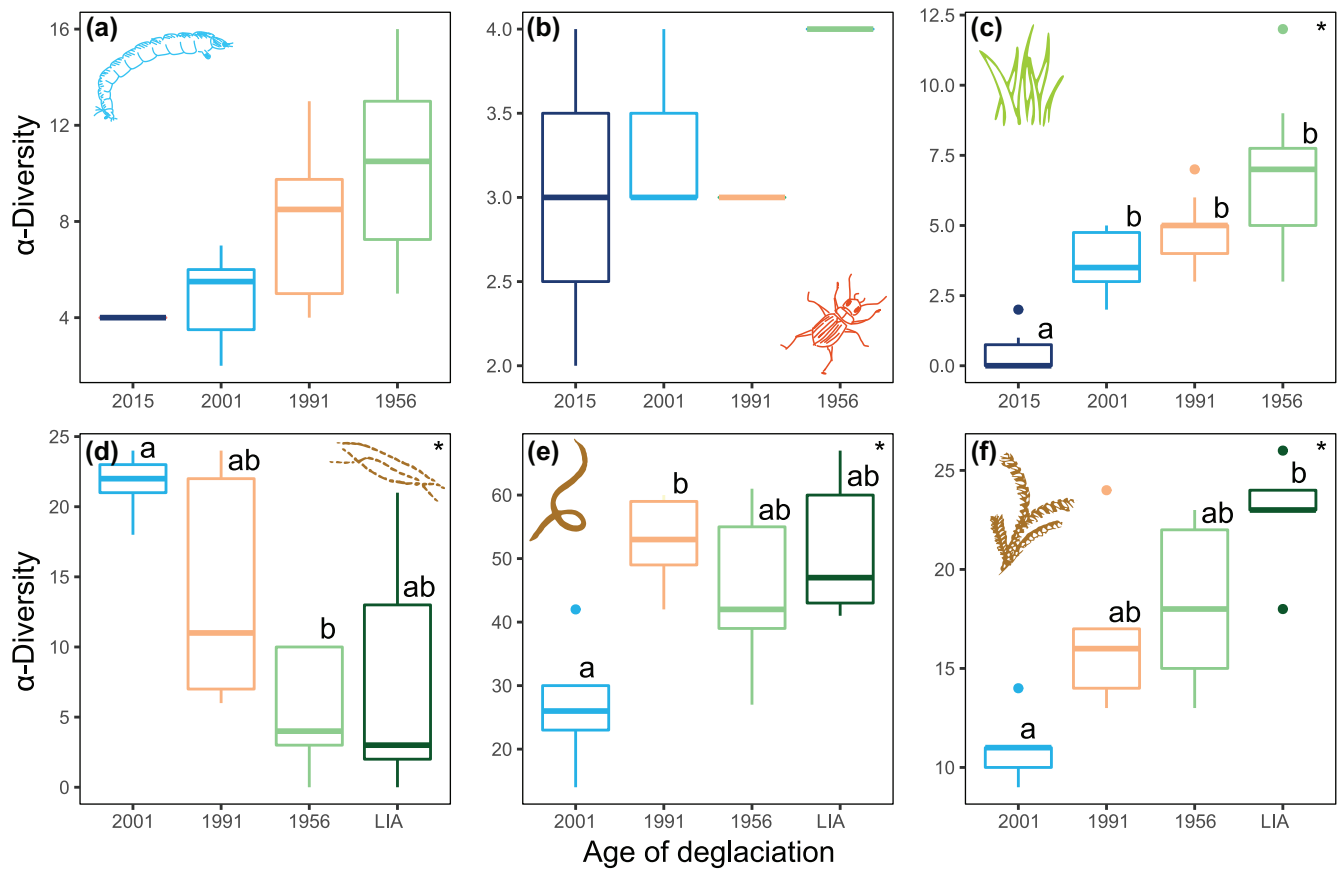 (a)
16
12
8
4
α-Diversity
2015 2001 1991 1956
(b)
4.0
3.5
3.0
2.5
2.0
2015 2001 1991 1956
(c) *
12.5
10.0
7.5
5.0
2.5
0.0
a b b b
2015 2001 1991 1956
(d) *
25
20
15
10
5
0
α-Diversity
a ab b ab
2001 1991 1956 LIA
(e) *
60
50
40
30
20
a b ab ab
2001 1991 1956 LIA
(f) *
25
20
15
10
a ab ab b
2001 1991 1956 LIA
Age of deglaciation